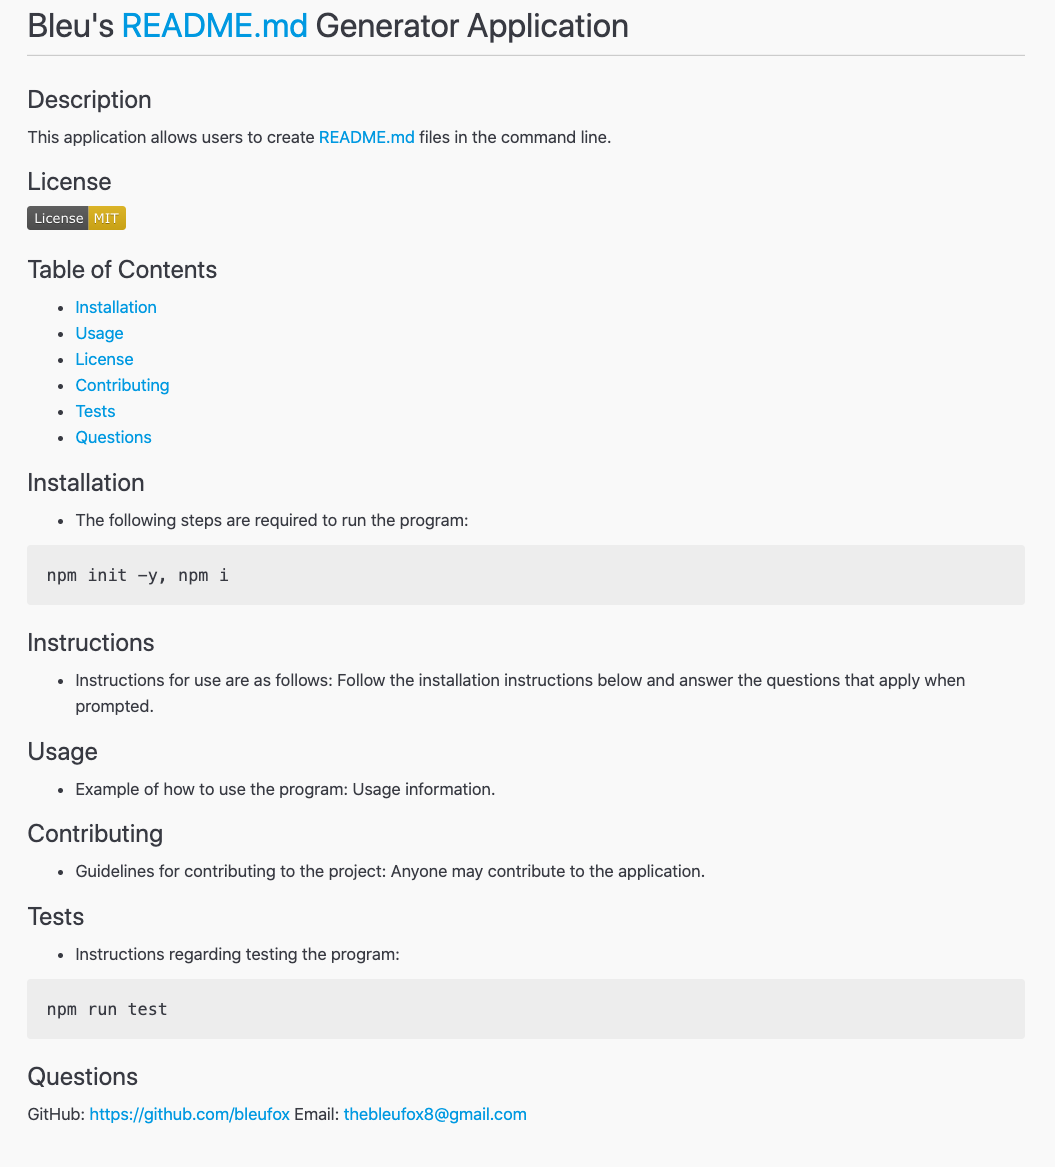 Bleu's README.md Generator Application
Description
This application allows users to create README.md files in the command line.
License
License MIT
Table of Contents
Installation
Usage
License
Contributing
Tests
Questions
Installation
The following steps are required to run the program:
npm init -y, npm i
Instructions
Instructions for use are as follows: Follow the installation instructions below and answer the questions that apply when
prompted.
Usage
Example of how to use the program: Usage information.
Contributing
Guidelines for contributing to the project: Anyone may contribute to the application.
Tests
Instructions regarding testing the program:
npm run test
Questions
GitHub: https://github.com/bleufox Email: thebleufox8@gmail.com